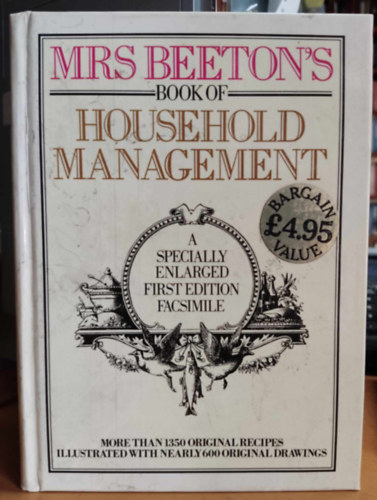 MRS BEETON'S
BOOK OF
HOUSEHOLD
MANAGEMENT
BARGAIN
£4.95
VALUE
A
SPECIALLY
ENLARGED
FIRST EDITION
FACSIMILE
MORE THAN 1350 ORIGINAL RECIPES
ILLUSTRATED WITH NEARLY 600 ORIGINAL DRAWINGS